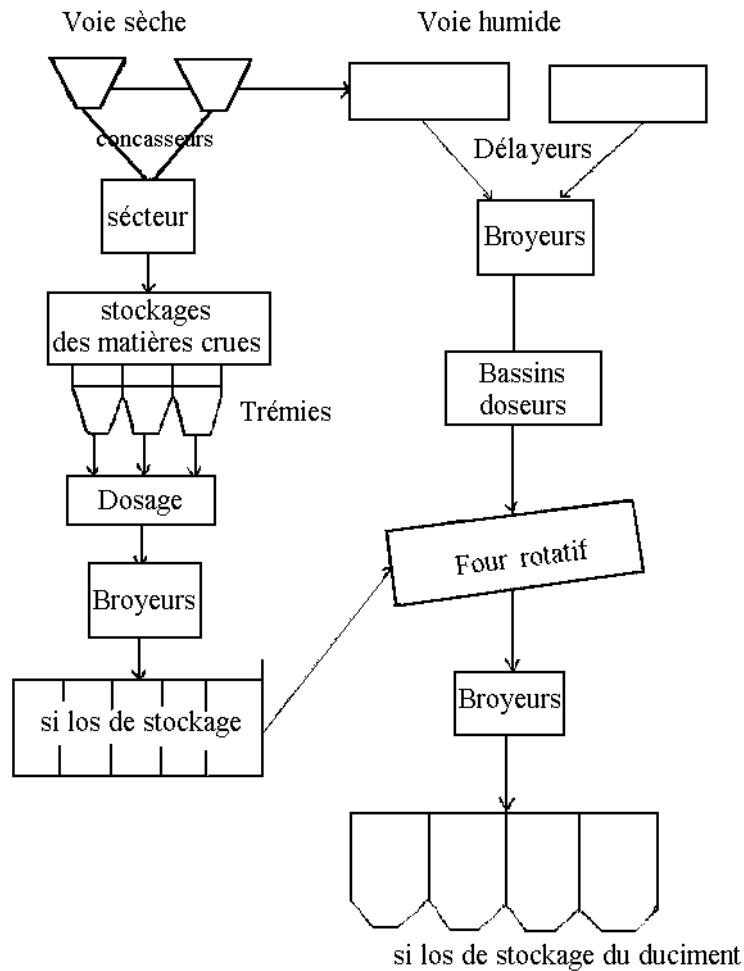 Voie sèche
Voie humide
concasseurs
Délayeurs
sécteur
Broyeurs
stockages
des matières crues
Bassins
doseurs
Trémies
Dosage
Four rotatif
Broyeurs
Broyeurs
si los de stockage
si los de stockage du duciment